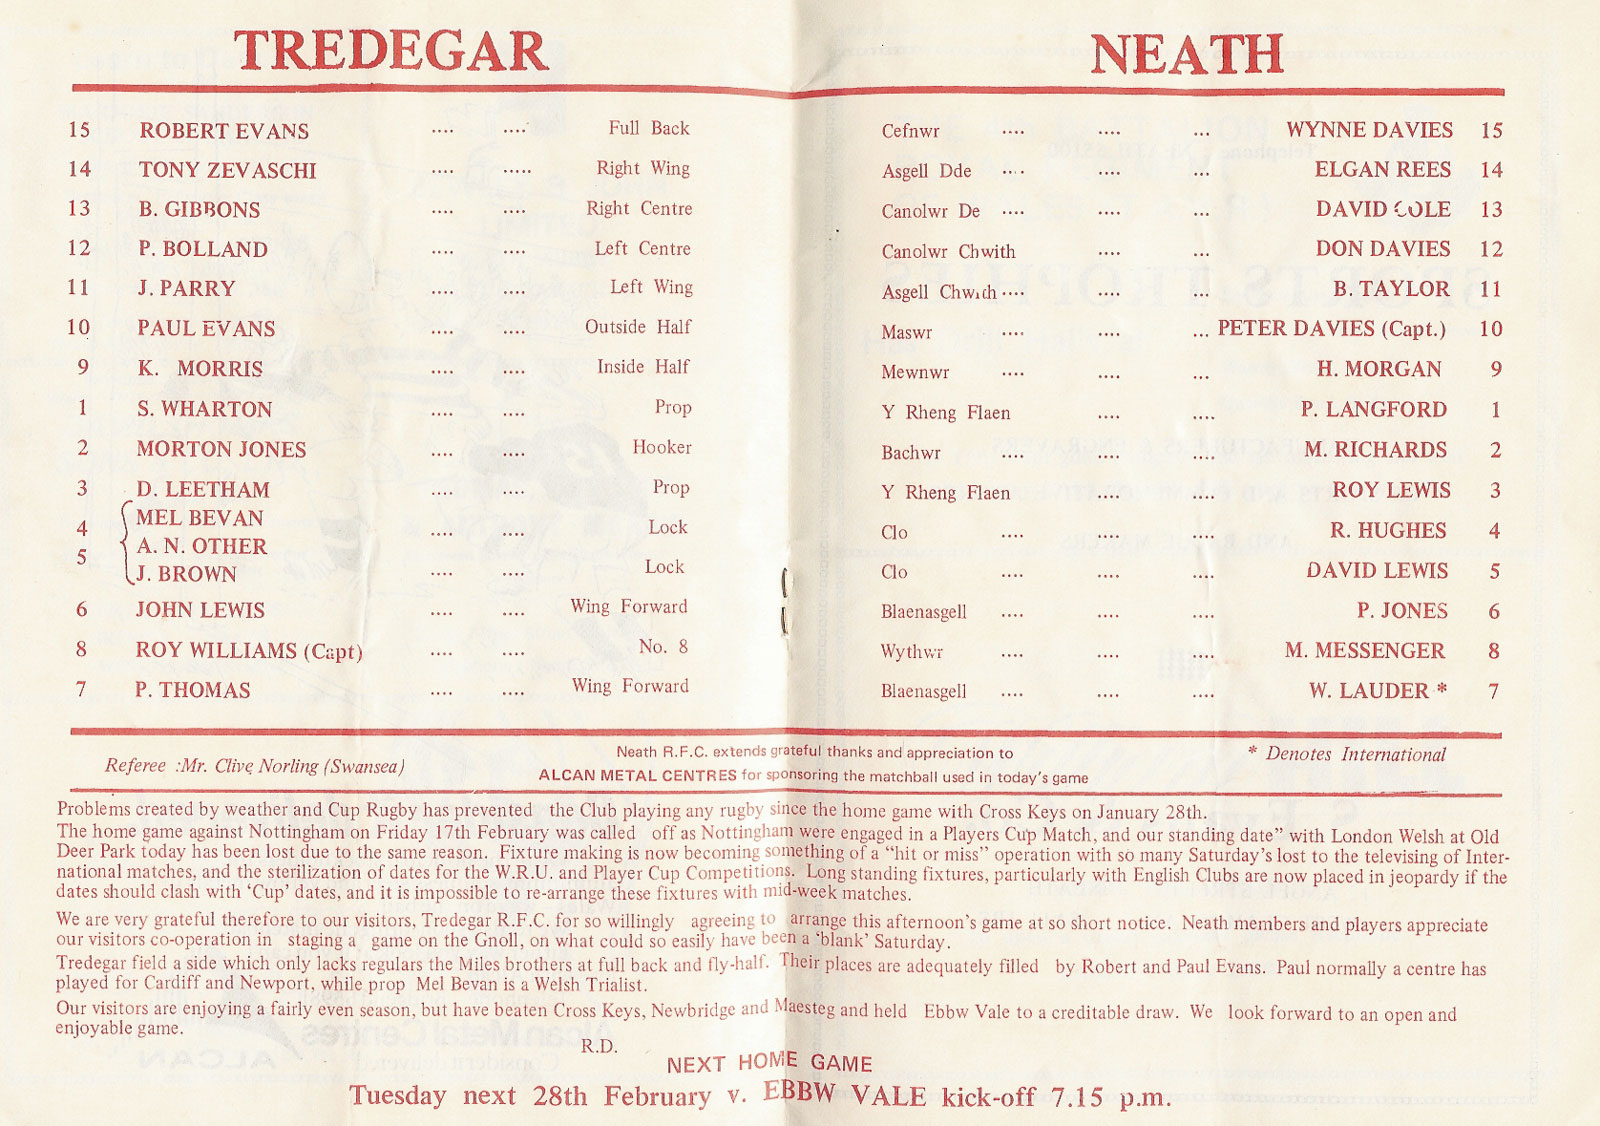 TREDEGAR
15 ROBERT EVANS .... .... Full Back
14 TONY ZEVASCHI .... ..... Right Wing
13 B. GIBBONS .... .... Right Centre
12 P. BOLLAND .... .... Left Centre
11 J. PARRY .... .... Left Wing
10 PAUL EVANS .... .... Outside Half
9 K. MORRIS .... .... Inside Half
1 S. WHARTON .... .... Prop
2 MORTON JONES .... .... Hooker
3 D. LEETHAM .... .... Prop
MEL BEVAN
4 .... .... Lock
A. N. OTHER
5 .... .... Lock
J. BROWN
6 JOHN LEWIS .... .... Wing Forward
8 ROY WILLIAMS (Capt) .... .... No. 8
7 P. THOMAS .... .... Wing Forward
NEATH
Cefnwr .... .... ... WYNNE DAVIES 15
Asgell Dde .... .... ... ELGAN REES 14
Canolwr De .... .... ... DAVID COLE 13
Canolwr Chwith .... ... DON DAVIES 12
Asgell Chwith .... .... ... B. TAYLOR 11
Maswr .... .... ... PETER DAVIES (Capt.) 10
Mewnwr .... .... ... H. MORGAN 9
Y Rheng Flaen .... .... P. LANGFORD 1
Bachwr .... .... .... M. RICHARDS 2
Y Rheng Flaen .... .... ROY LEWIS 3
Clo .... .... .... R. HUGHES 4
Clo .... .... .... DAVID LEWIS 5
Blaenasgell .... .... .... P. JONES 6
Wythwr .... .... .... M. MESSENGER 8
Blaenasgell .... .... .... W. LAUDER * 7
Referee :Mr. Clive Norling (Swansea)
Neath R.F.C. extends grateful thanks and appreciation to
ALCAN METAL CENTRES for sponsoring the matchball used in today's game
* Denotes International
Problems created by weather and Cup Rugby has prevented the Club playing any rugby since the home game with Cross Keys on January 28th.
The home game against Nottingham on Friday 17th February was called off as Nottingham were engaged in a Players Cup Match, and our standing date" with London Welsh at Old
Deer Park today has been lost due to the same reason. Fixture making is now becoming something of a "hit or miss" operation with so many Saturday's lost to the televising of Inter-
national matches, and the sterilization of dates for the W.R.U. and Player Cup Competitions. Long standing fixtures, particularly with English Clubs are now placed in jeopardy if the
dates should clash with 'Cup' dates, and it is impossible to re-arrange these fixtures with mid-week matches.
We are very grateful therefore to our visitors, Tredegar R.F.C. for so willingly agreeing to arrange this afternoon's game at so short notice. Neath members and players appreciate
our visitors co-operation in staging a game on the Gnoll, on what could so easily have been a 'blank' Saturday.
Tredegar field a side which only lacks regulars the Miles brothers at full back and fly-half. Their places are adequately filled by Robert and Paul Evans. Paul normally a centre has
played for Cardiff and Newport, while prop Mel Bevan is a Welsh Trialist.
Our visitors are enjoying a fairly even season, but have beaten Cross Keys, Newbridge and Maesteg and held Ebbw Vale to a creditable draw. We look forward to an open and
enjoyable game.
R.D.
NEXT HOME GAME
Tuesday next 28th February v. EBBW VALE kick-off 7.15 p.m.